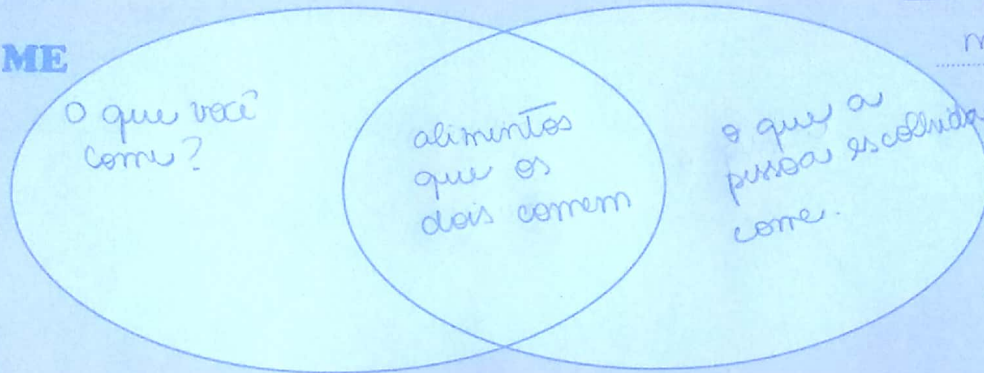 ME
O que você
come?
alimentos
que os
dois comem
o que a
pessoa escolhida
come.